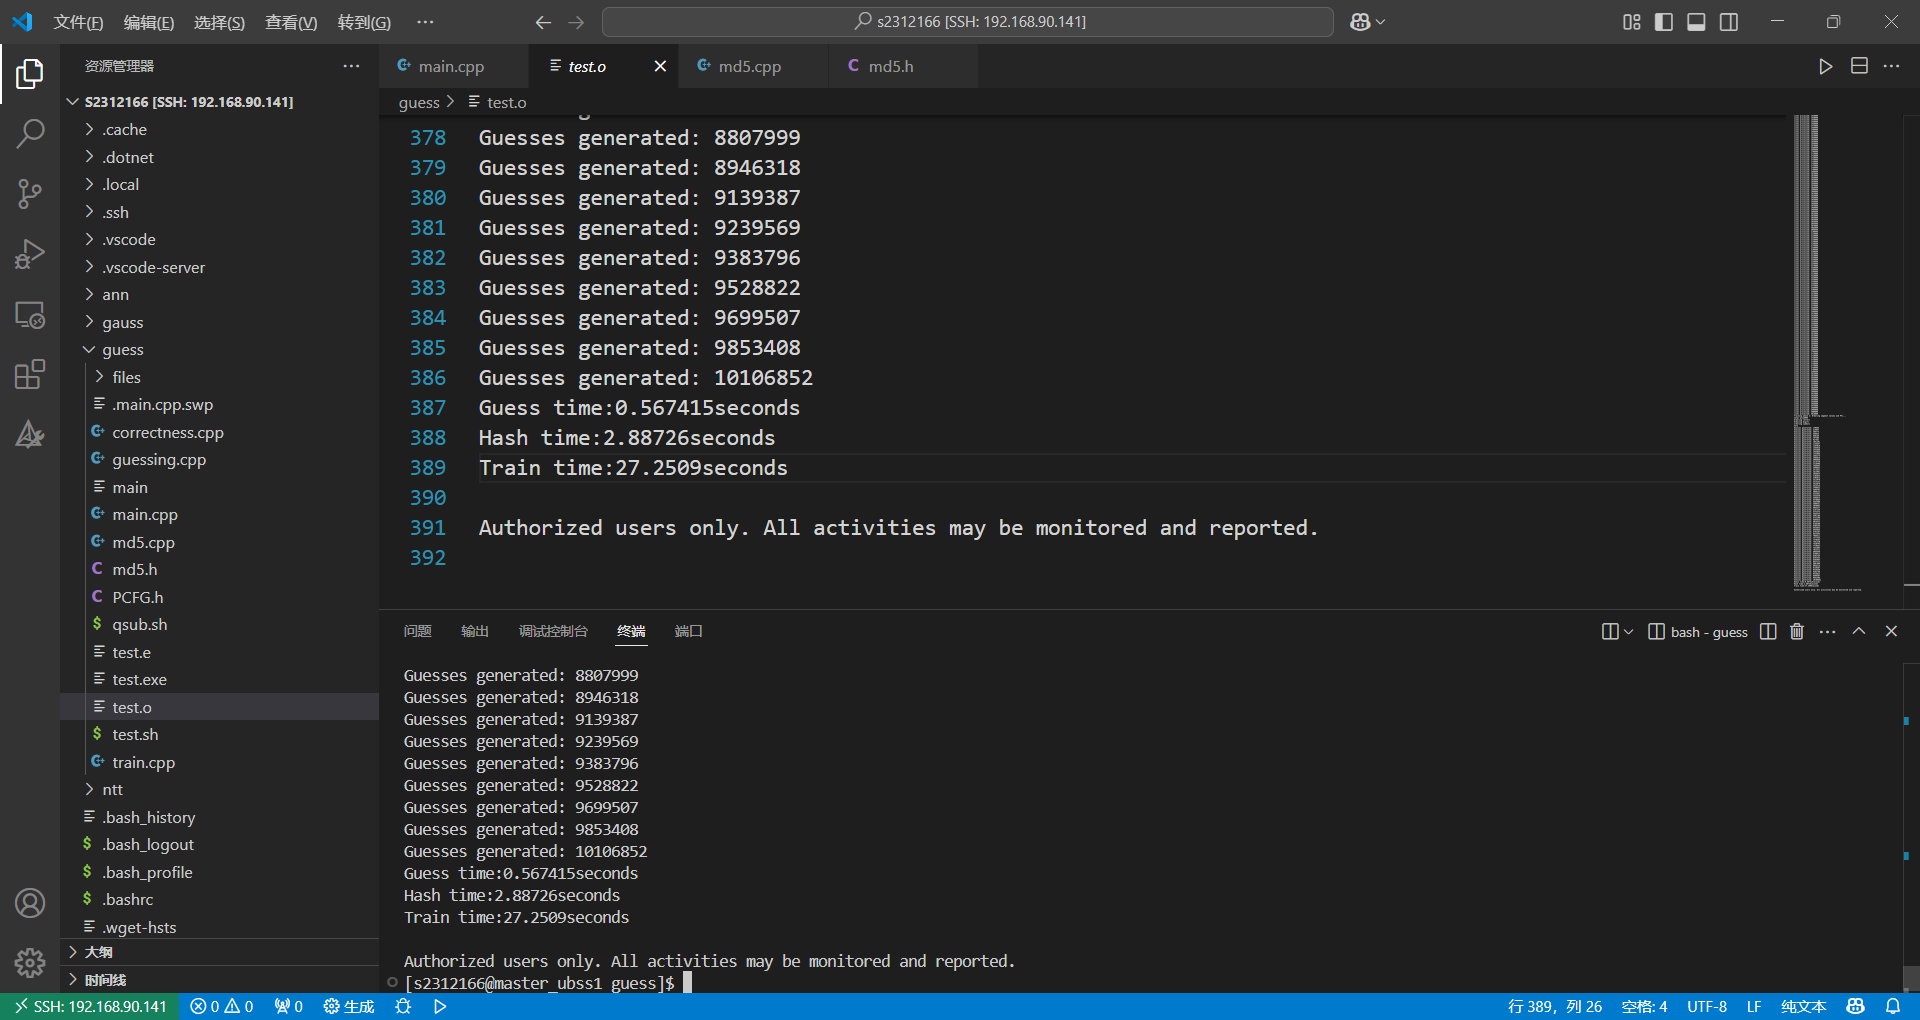 文件(F) 编辑(E) 选择(S) 查看(V) 转到(G) ···
s2312166 [SSH: 192.168.90.141]
资源管理器
main.cpp test.o md5.cpp md5.h
guess > test.o
S2312166 [SSH: 192.168.90.141]
.cache
.dotnet
.local
.ssh
.vscode
.vscode-server
ann
gauss
guess
files
.main.cpp.swp
correctness.cpp
guessing.cpp
main
main.cpp
md5.cpp
md5.h
PCFG.h
qsub.sh
test.e
test.exe
test.o
test.sh
train.cpp
ntt
.bash_history
.bash_logout
.bash_profile
.bashrc
.wget-hsts
大纲
时间线
378 Guesses generated: 8807999
379 Guesses generated: 8946318
380 Guesses generated: 9139387
381 Guesses generated: 9239569
382 Guesses generated: 9383796
383 Guesses generated: 9528822
384 Guesses generated: 9699507
385 Guesses generated: 9853408
386 Guesses generated: 10106852
387 Guess time:0.567415seconds
388 Hash time:2.88726seconds
389 Train time:27.2509seconds
390
391 Authorized users only. All activities may be monitored and reported.
392
问题 输出 调试控制台 终端 端口
bash - guess
Guesses generated: 8807999
Guesses generated: 8946318
Guesses generated: 9139387
Guesses generated: 9239569
Guesses generated: 9383796
Guesses generated: 9528822
Guesses generated: 9699507
Guesses generated: 9853408
Guesses generated: 10106852
Guess time:0.567415seconds
Hash time:2.88726seconds
Train time:27.2509seconds
Authorized users only. All activities may be monitored and reported.
[s2312166@master_ubss1 guess]$
SSH: 192.168.90.141 0 0 0 生成
行 389，列 26 空格: 4 UTF-8 LF 纯文本